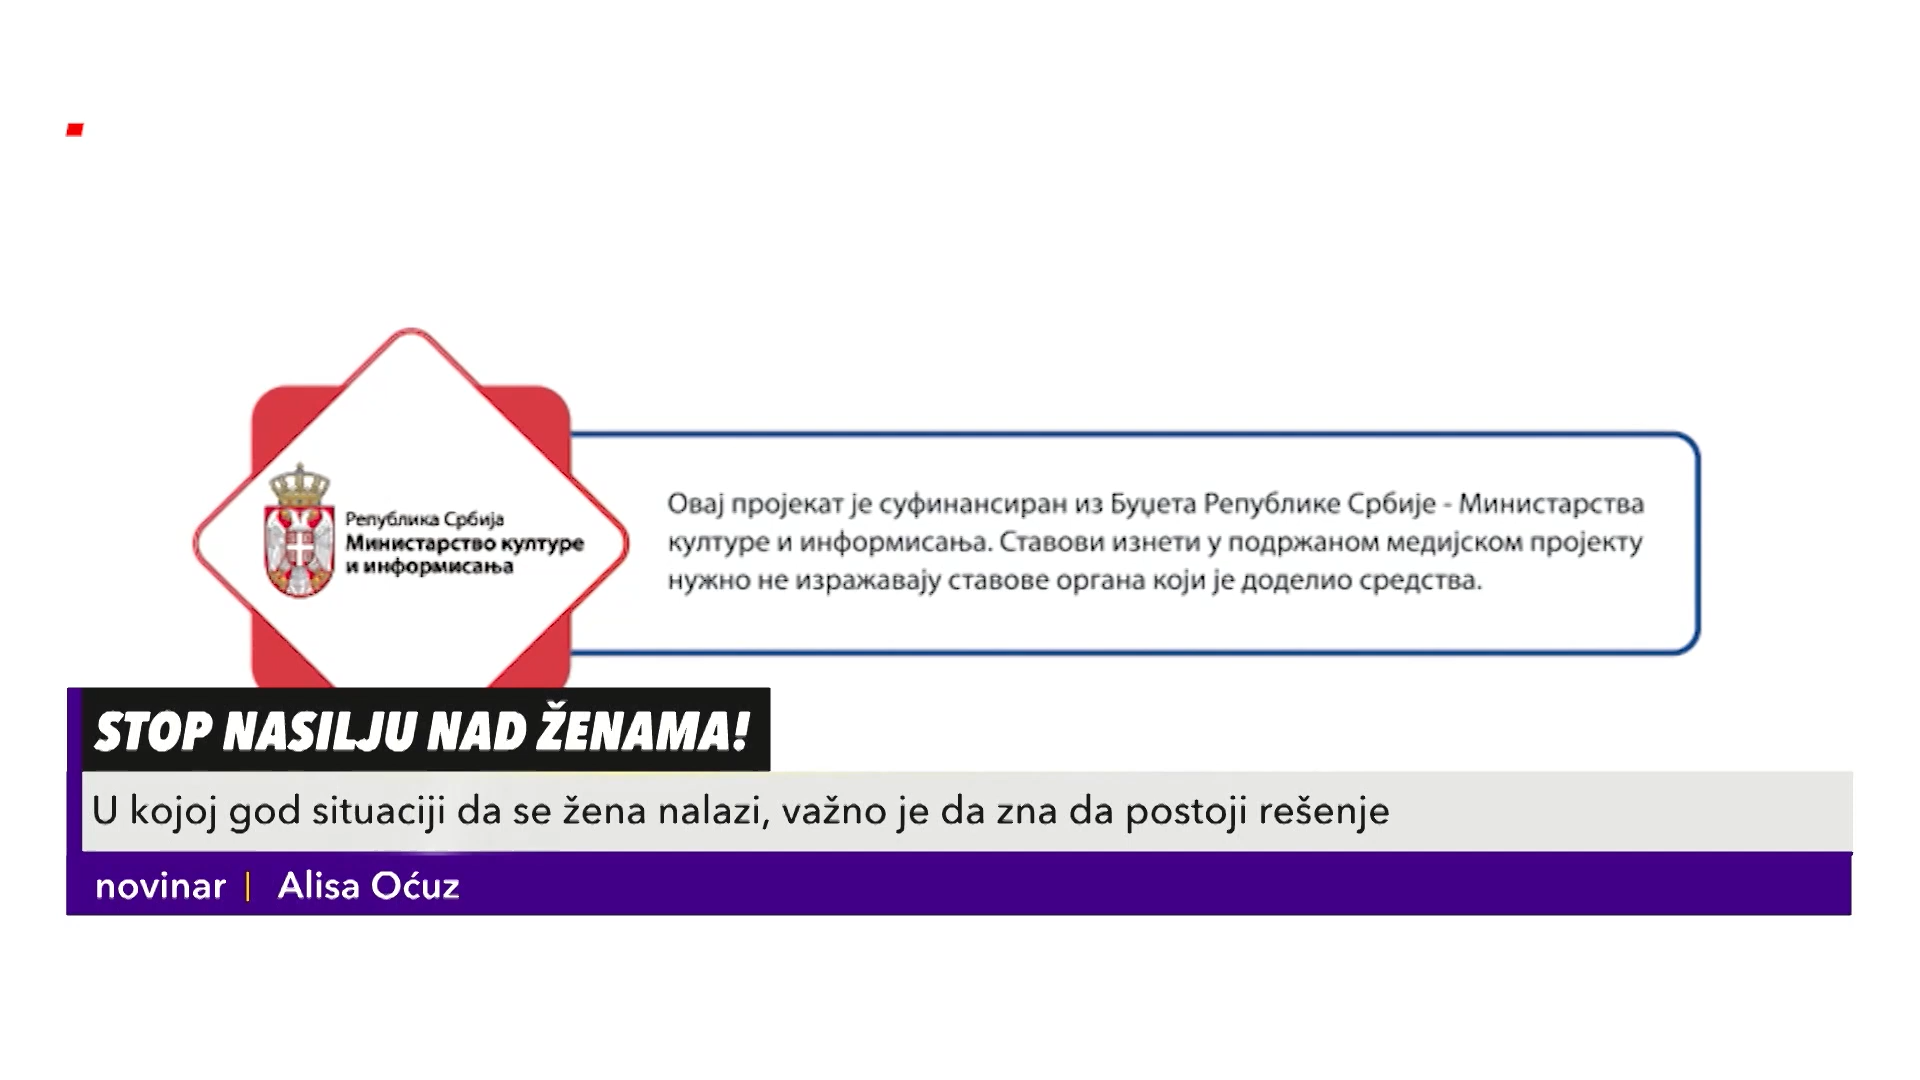 Република Србија
Министарство културе
и информисања
Овај пројекат је суфинансиран из Буџета Републике Србије - Министарства
културе и информисања. Ставови изнети у подржаном медијском пројекту
нужно не изражавају ставове органа који је доделио средства.
STOP NASILJU NAD ŽENAMA!
U kojoj god situaciji da se žena nalazi, važno je da zna da postoji rešenje
novinar | Alisa Oćuz